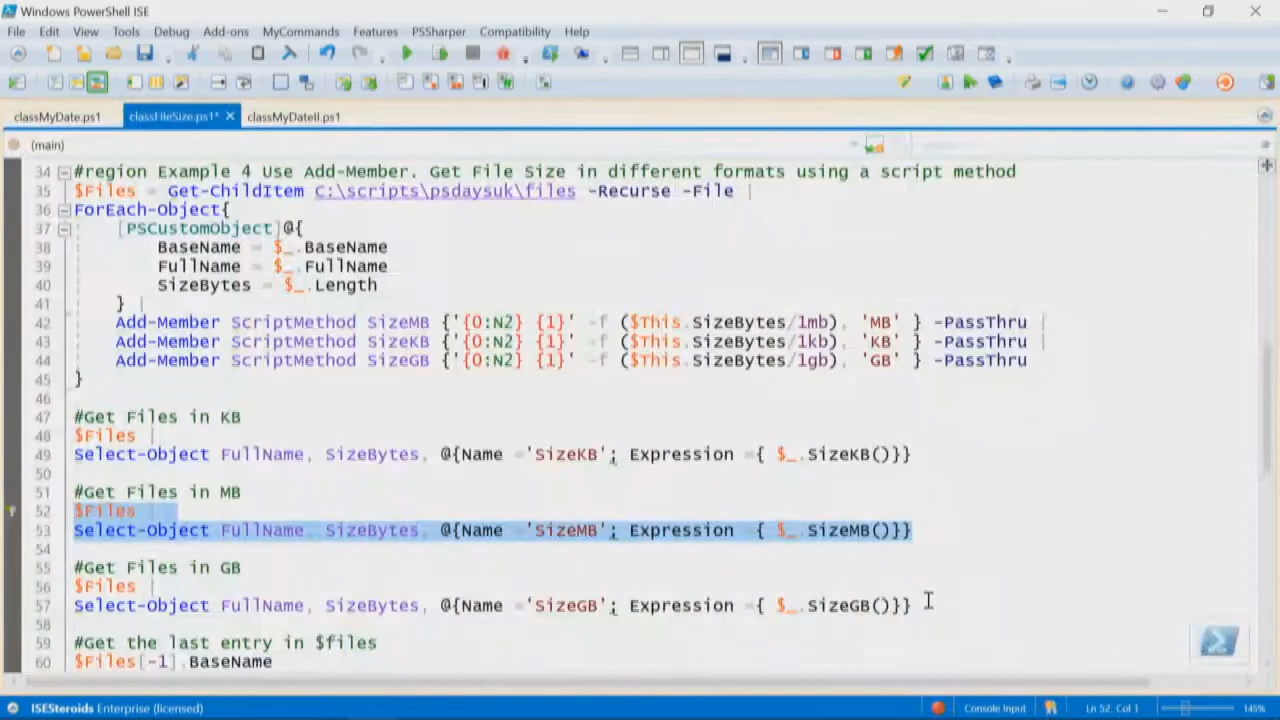 Windows PowerShell ISE
File Edit View Tools Debug Add-ons MyCommands Features PSSharper Compatibility Help
classMyDate.ps1 classFileSize.ps1* classMyDateII.ps1
(main)
34 #region Example 4 Use Add-Member. Get File Size in different formats using a script method
35 $Files = Get-ChildItem C:\scripts\psdaysuk\files -Recurse -File |
36 ForEach-Object{
37 [PSCustomObject]@{
38 BaseName = $_.BaseName
39 FullName = $_.FullName
40 SizeBytes = $_.Length
41 } |
42 Add-Member ScriptMethod SizeMB {'{0:N2} {1}' -f ($This.SizeBytes/1mb), 'MB' } -PassThru |
43 Add-Member ScriptMethod SizeKB {'{0:N2} {1}' -f ($This.SizeBytes/1kb), 'KB' } -PassThru |
44 Add-Member ScriptMethod SizeGB {'{0:N2} {1}' -f ($This.SizeBytes/1gb), 'GB' } -PassThru
45 }
46
47 #Get Files in KB
48 $Files |
49 Select-Object FullName, SizeBytes, @{Name ='SizeKB'; Expression ={ $_.SizeKB()}}
50
51 #Get Files in MB
52 $Files |
53 Select-Object FullName, SizeBytes, @{Name ='SizeMB'; Expression ={ $_.SizeMB()}}
54
55 #Get Files in GB
56 $Files |
57 Select-Object FullName, SizeBytes, @{Name ='SizeGB'; Expression ={ $_.SizeGB()}}
58
59 #Get the last entry in $files
60 $Files[-1].BaseName
ISESteroids Enterprise (licensed) Console Input Ln 52, Col 1 145%